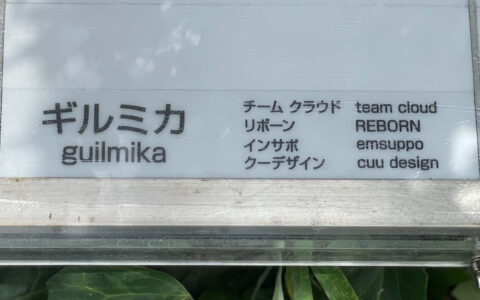 ギルミカ
guilmika
チーム クラウド team cloud
リボーン REBORN
インサポ emsuppo
クーデザイン cuu design